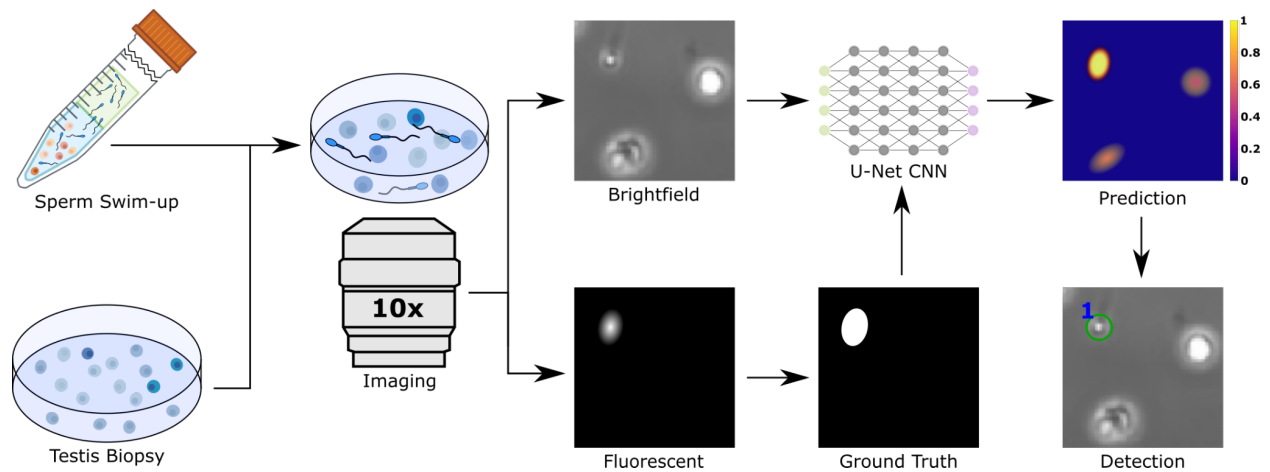 Sperm Swim-up
Testis Biopsy
10x
Imaging
Brightfield
Fluorescent
U-Net CNN
Ground Truth
1
0.8
0.6
0.4
0.2
0
Prediction
1
Detection